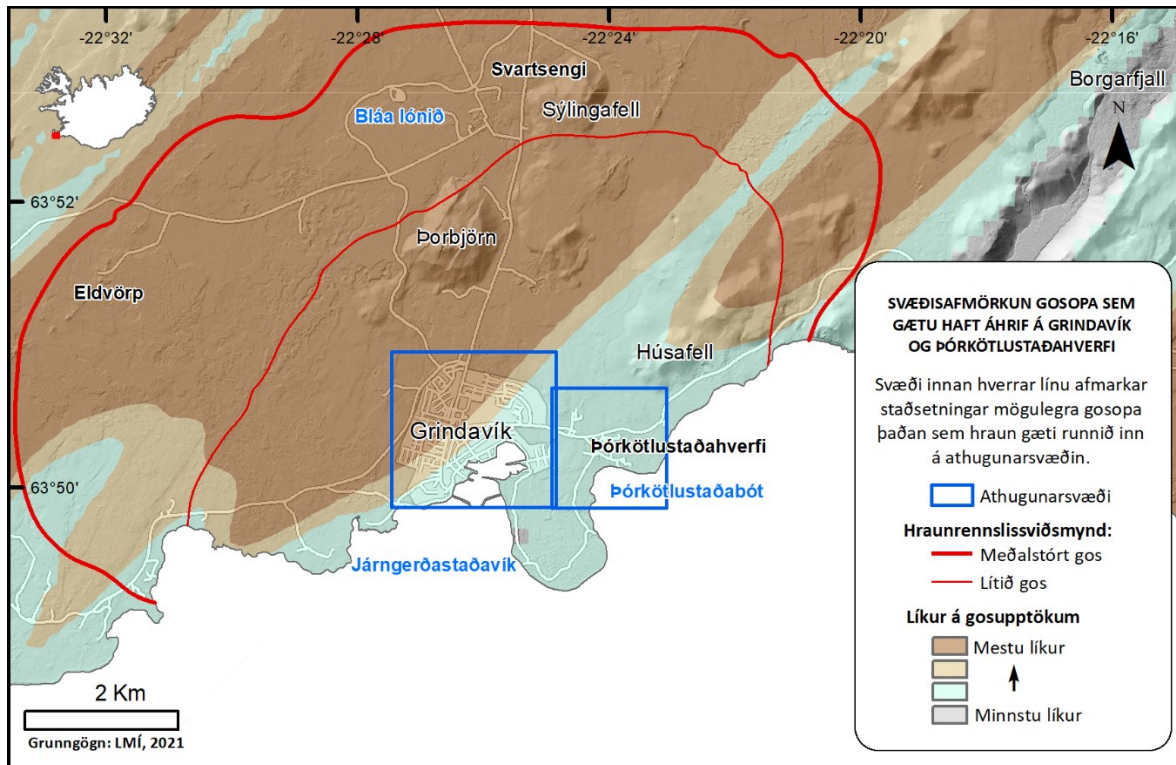 -22°32'
-22°28'
-22°24'
-22°20'
-22°16'
Borgarfjall
Svartsengi
Sýlingafell
Bláa lónið
N
63°52'
Þorbjörn
Eldvörp
Húsafell
Grindavík
Þórkötlustaðahverfi
63°50'
Þórkötlustaðabót
Járngerðastaðavík
2 Km
Grunngögn: LMÍ, 2021
SVÆÐISAFMÖRKUN GOSOPA SEM
GÆTU HAFT ÁHRIF Á GRINDAVÍK
OG ÞÓRKÖTLUSTAÐAHVERFI
Svæði innan hverrar línu afmarkar
staðsetningar mögulegra gosopa
þaðan sem hraun gæti runnið inn
á athugunarsvæðin.
Athugunarsvæði
Hraunrennslissviðsmynd:
Meðalstórt gos
Lítið gos
Líkur á gosupptökum
Mestu líkur
Minnstu líkur